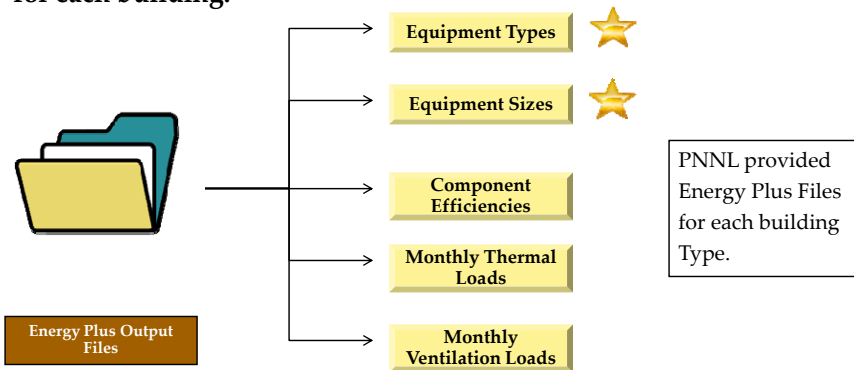 for each building.
Equipment Types
Equipment Sizes
Component
Efficiencies
Monthly Thermal
Loads
Monthly
Ventilation Loads
Energy Plus Output
Files
PNNL provided
Energy Plus Files
for each building
Type.